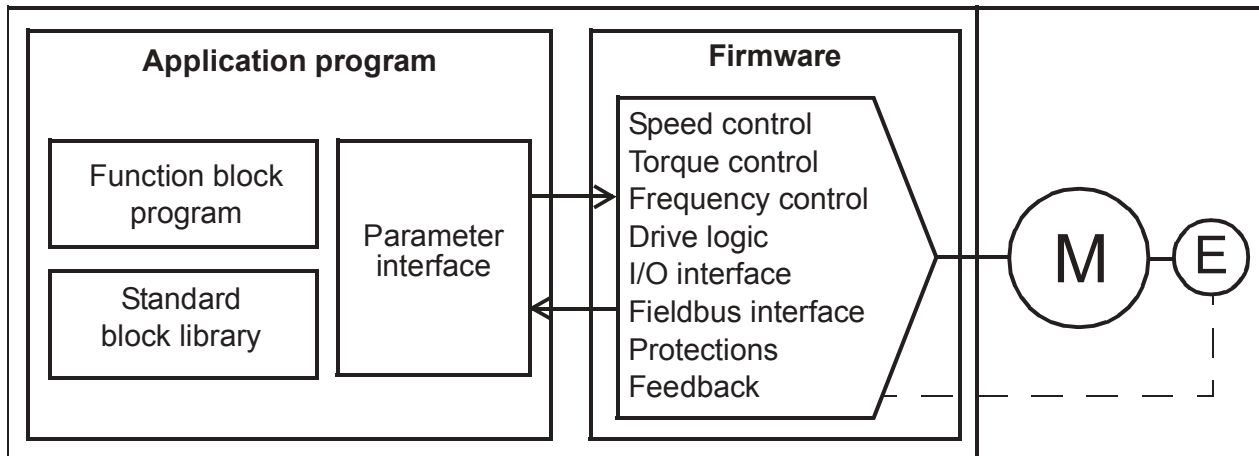 Application program
Function block
program
Standard
block library
Parameter
interface
Firmware
Speed control
Torque control
Frequency control
Drive logic
I/O interface
Fieldbus interface
Protections
Feedback
M
E